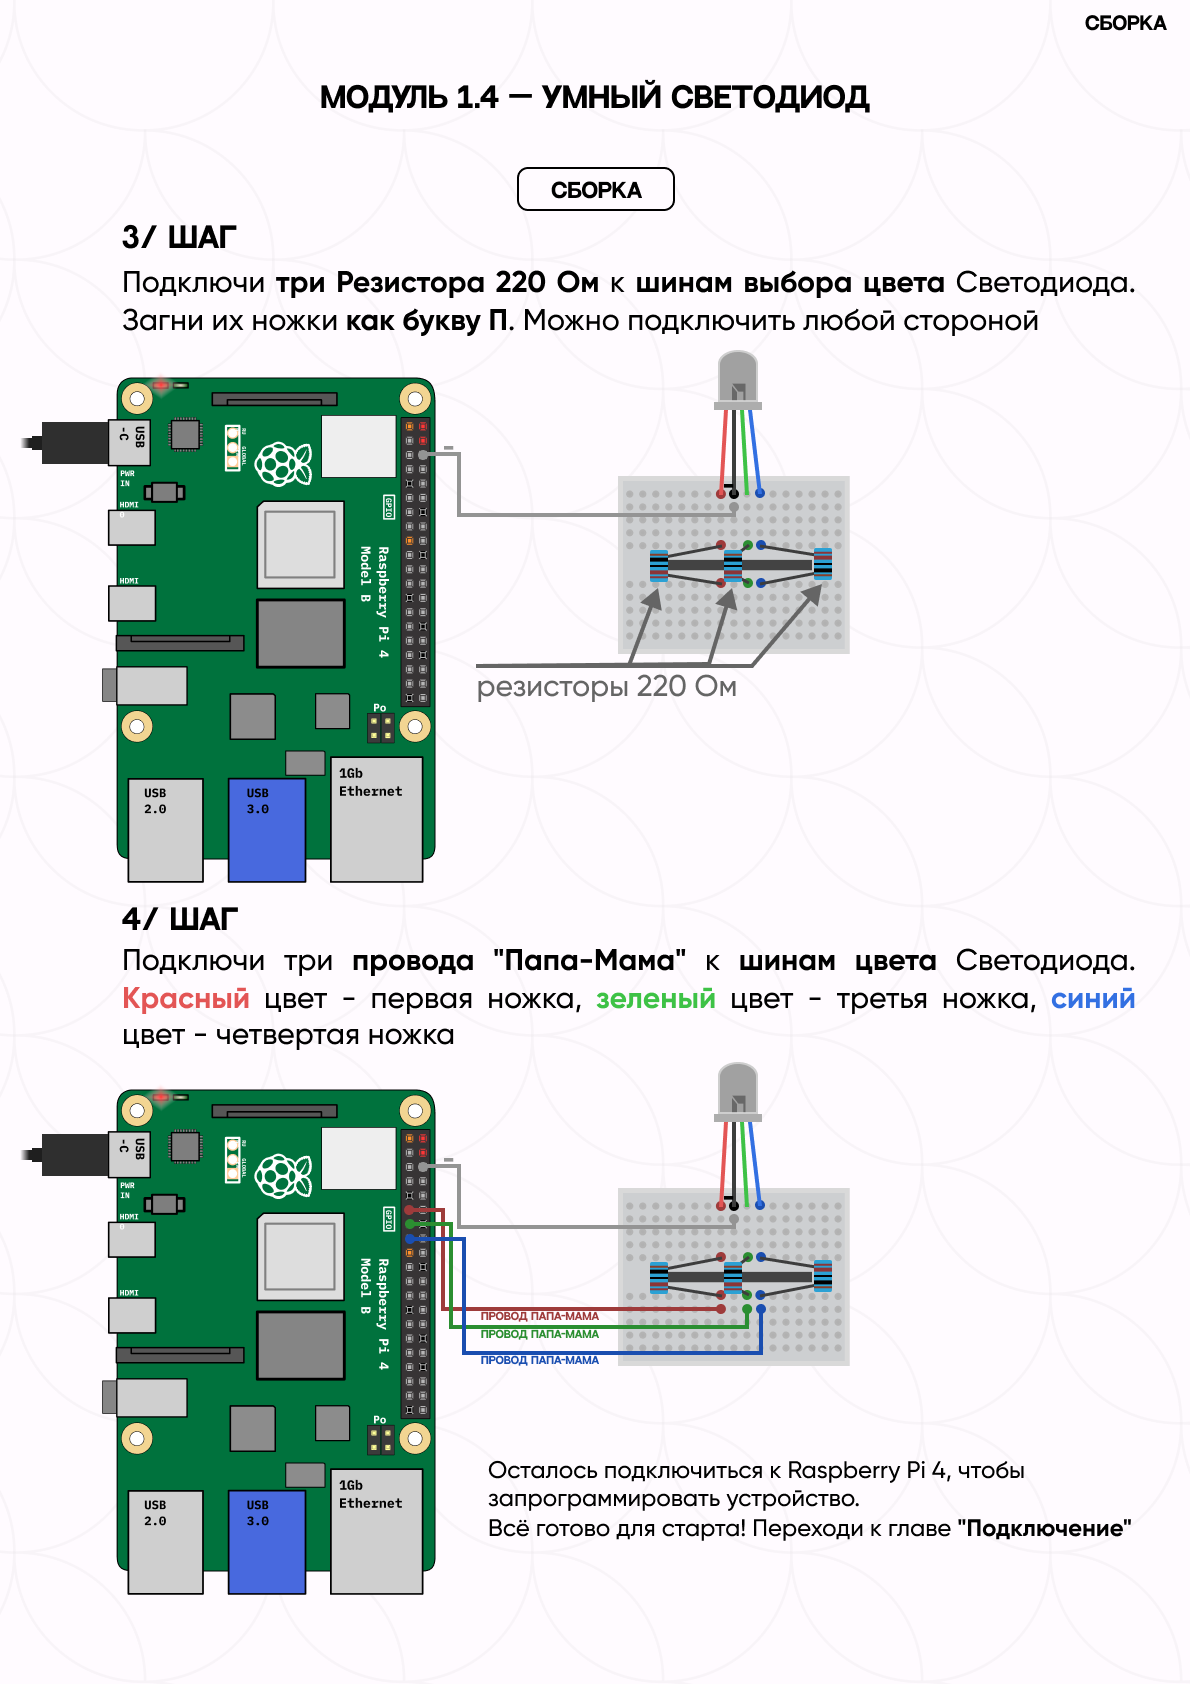 СБОРКА
МОДУЛЬ 1.4 — УМНЫЙ СВЕТОДИОД
СБОРКА
3/ ШАГ
Подключи три Резистора 220 Ом к шинам выбора цвета Светодиода.
Загни их ножки как букву П. Можно подключить любой стороной
USB
-C
PWR
IN
HDMI
0
HDMI
GLOBAL
GPIO
Raspberry Pi 4
Model B
Po
USB
2.0
USB
3.0
1Gb
Ethernet
-
резисторы 220 Ом
4/ ШАГ
Подключи три провода "Папа-Мама" к шинам цвета Светодиода.
Красный цвет - первая ножка, зеленый цвет - третья ножка, синий
цвет - четвертая ножка
USB
-C
PWR
IN
HDMI
0
HDMI
GLOBAL
GPIO
Raspberry Pi 4
Model B
Po
USB
2.0
USB
3.0
1Gb
Ethernet
-
ПРОВОД ПАПА-МАМА
ПРОВОД ПАПА-МАМА
ПРОВОД ПАПА-МАМА
Осталось подключиться к Raspberry Pi 4, чтобы
запрограммировать устройство.
Всё готово для старта! Переходи к главе "Подключение"